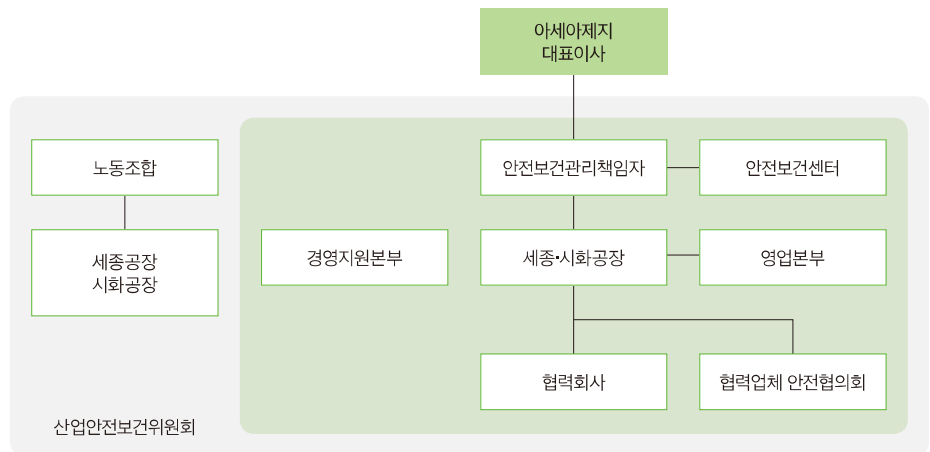 아세아제지
대표이사
노동조합
안전보건관리책임자
안전보건센터
세종공장
시화공장
경영지원본부
세종·시화공장
영업본부
협력회사
협력업체 안전협의회
산업안전보건위원회